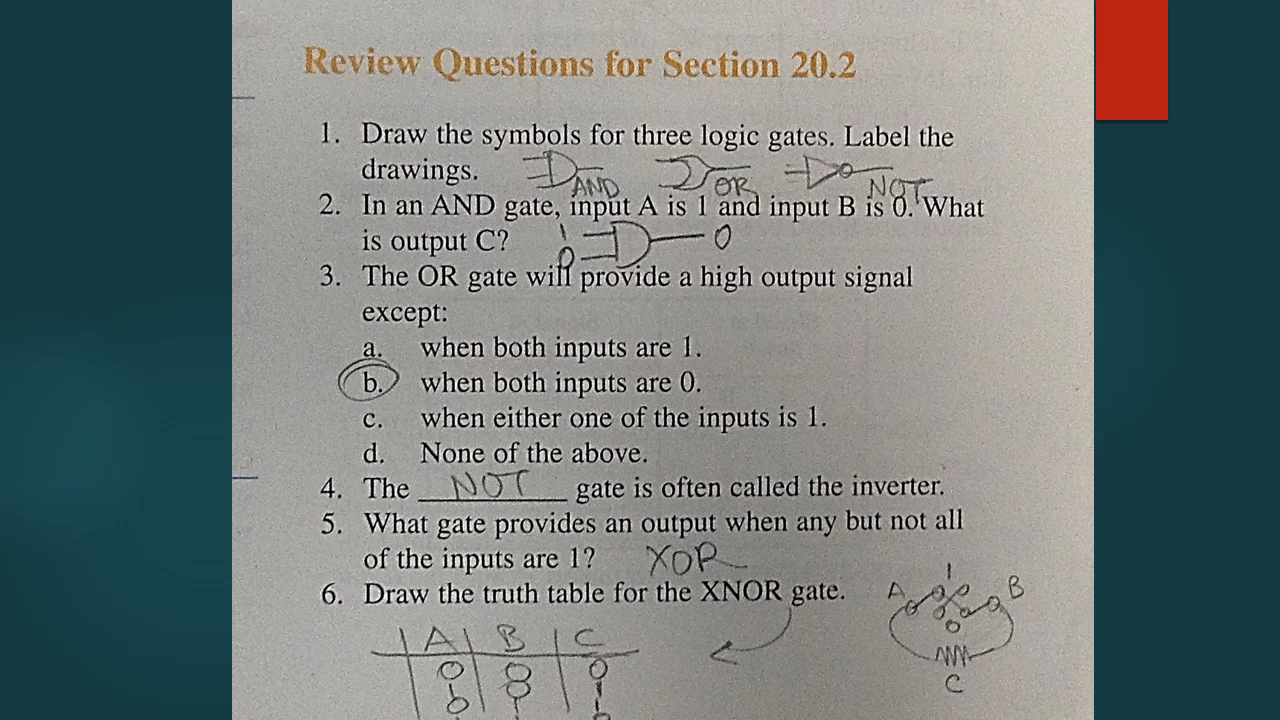 Review Questions for Section 20.2
1. Draw the symbols for three logic gates. Label the
drawings.
AND OR NOT
2. In an AND gate, input A is 1 and input B is 0. What
is output C? 1 0
0
3. The OR gate will provide a high output signal
except:
a. when both inputs are 1.
b. when both inputs are 0.
c. when either one of the inputs is 1.
d. None of the above.
4. The NOT gate is often called the inverter.
5. What gate provides an output when any but not all
of the inputs are 1? XOR
6. Draw the truth table for the XNOR gate.
1
A B
0
C
A B C
0 0 0